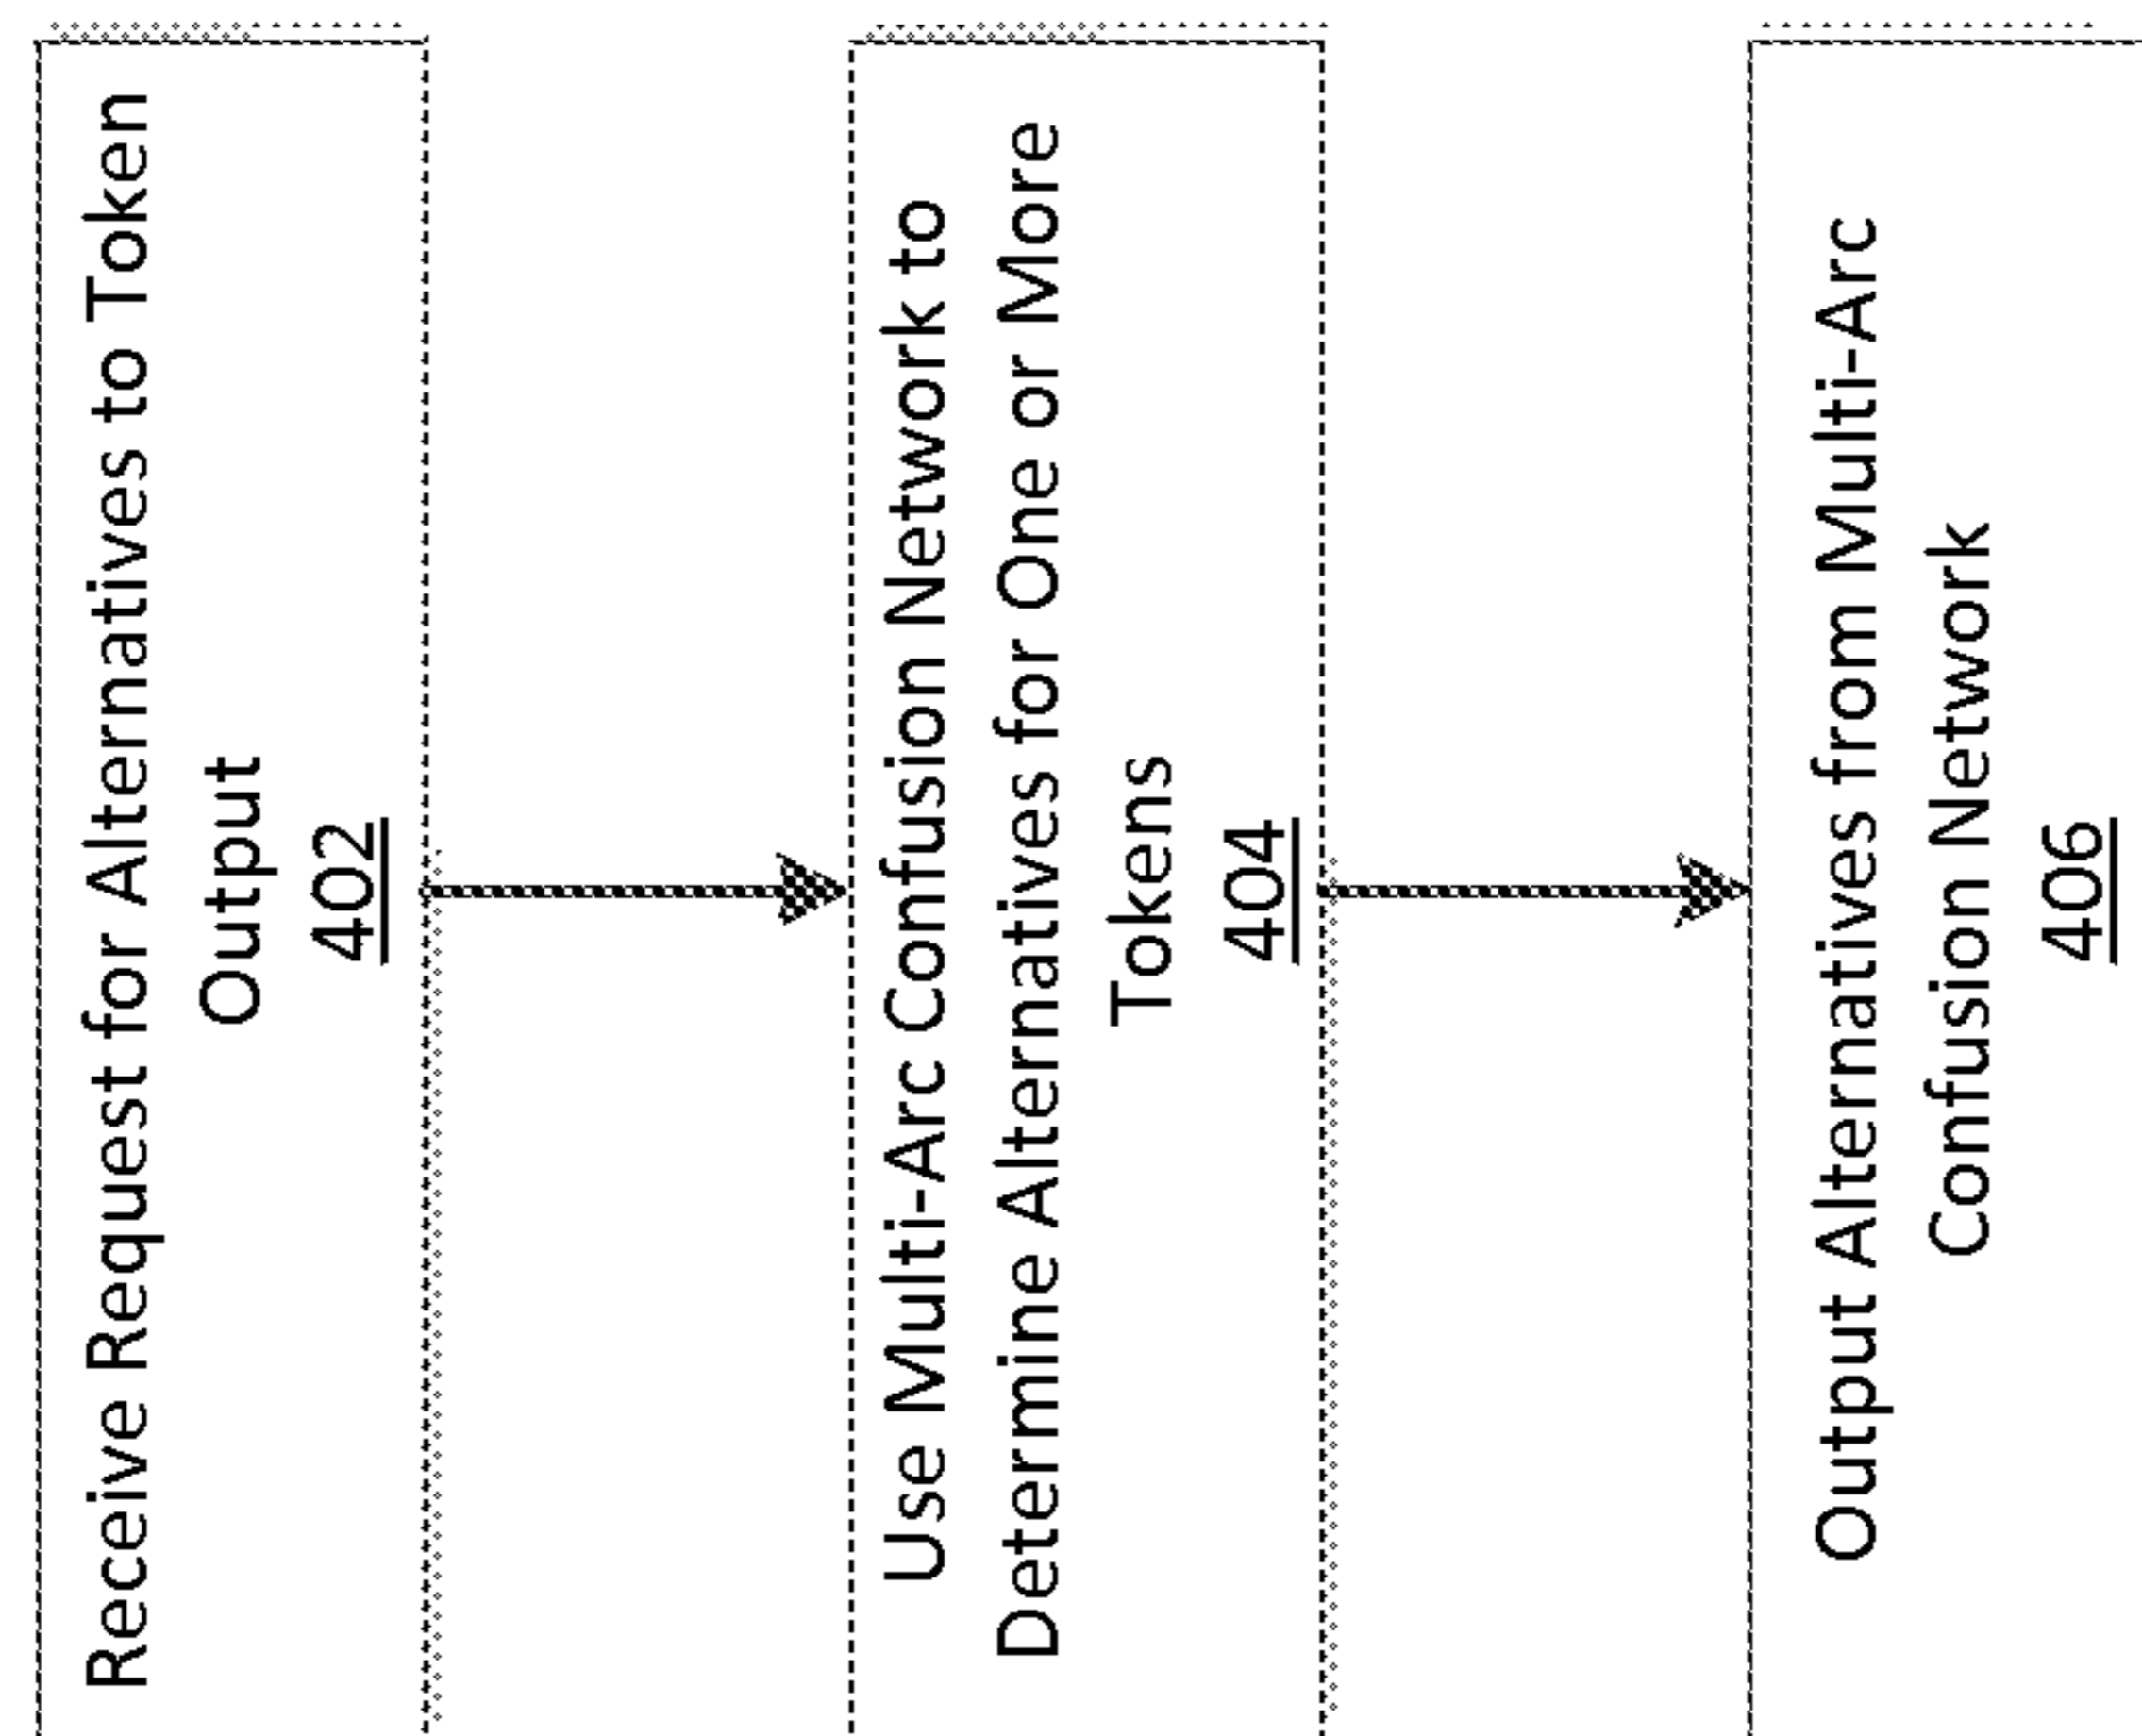 Receive Request for Alternatives to Token
Output
402
Use Multi-Arc Confusion Network to
Determine Alternatives for One or More
Tokens
404
Output Alternatives from Multi-Arc
Confusion Network
406